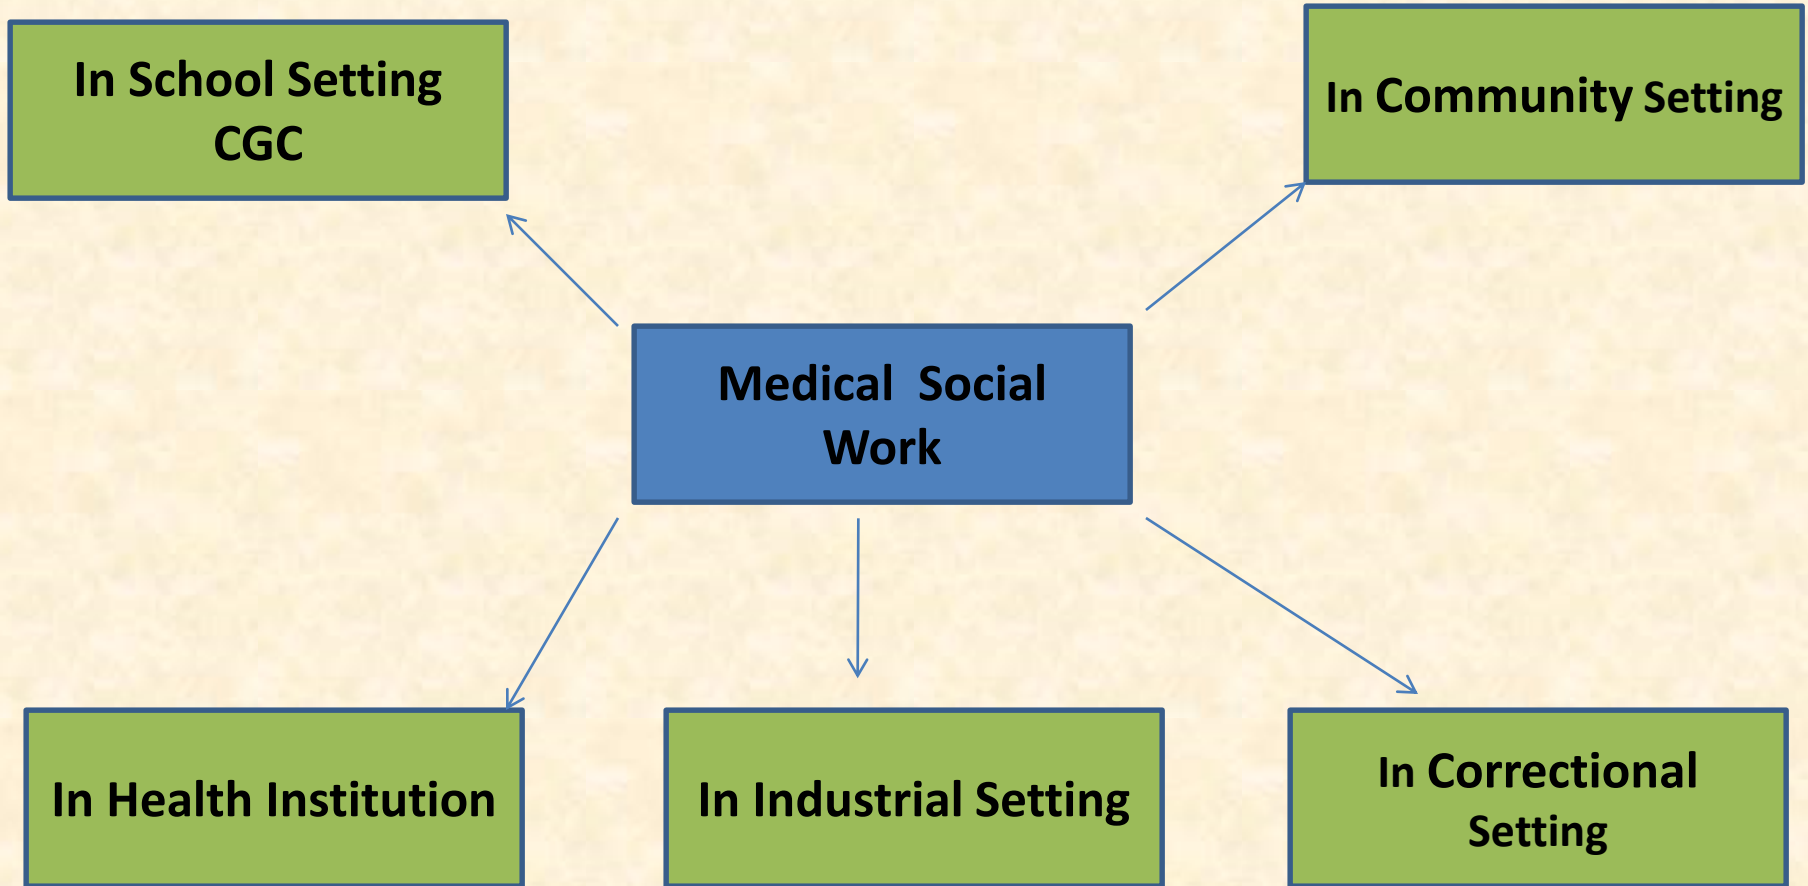 In School Setting
CGC
In Community Setting
Medical Social
Work
In Health Institution
In Industrial Setting
In Correctional
Setting